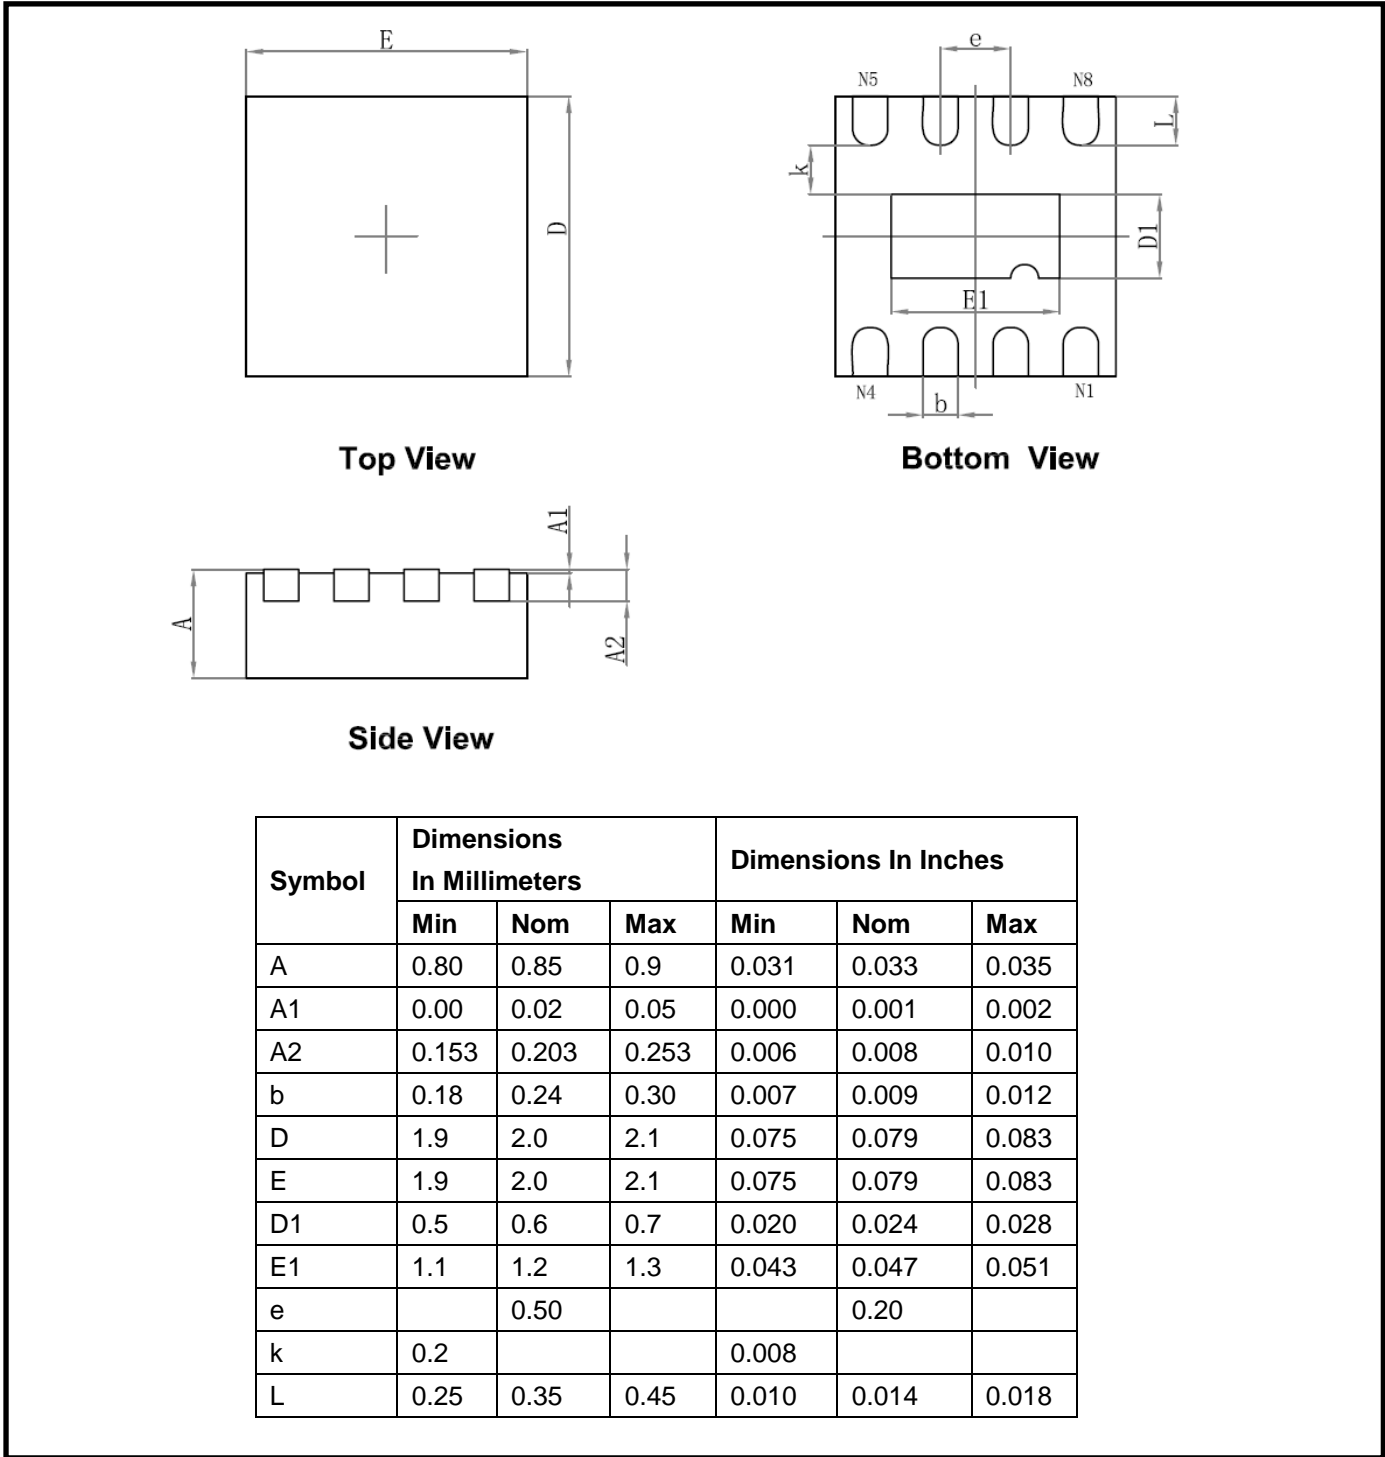 E
D
Top View
e
N5
N8
L
k
D1
E1
N4
N1
b
Bottom View
A1
A
A2
Side View
Symbol
Dimensions
In Millimeters
Dimensions In Inches
Min Nom Max Min Nom Max
A 0.80 0.85 0.9 0.031 0.033 0.035
A1 0.00 0.02 0.05 0.000 0.001 0.002
A2 0.153 0.203 0.253 0.006 0.008 0.010
b 0.18 0.24 0.30 0.007 0.009 0.012
D 1.9 2.0 2.1 0.075 0.079 0.083
E 1.9 2.0 2.1 0.075 0.079 0.083
D1 0.5 0.6 0.7 0.020 0.024 0.028
E1 1.1 1.2 1.3 0.043 0.047 0.051
e 0.50 0.20
k 0.2 0.008
L 0.25 0.35 0.45 0.010 0.014 0.018